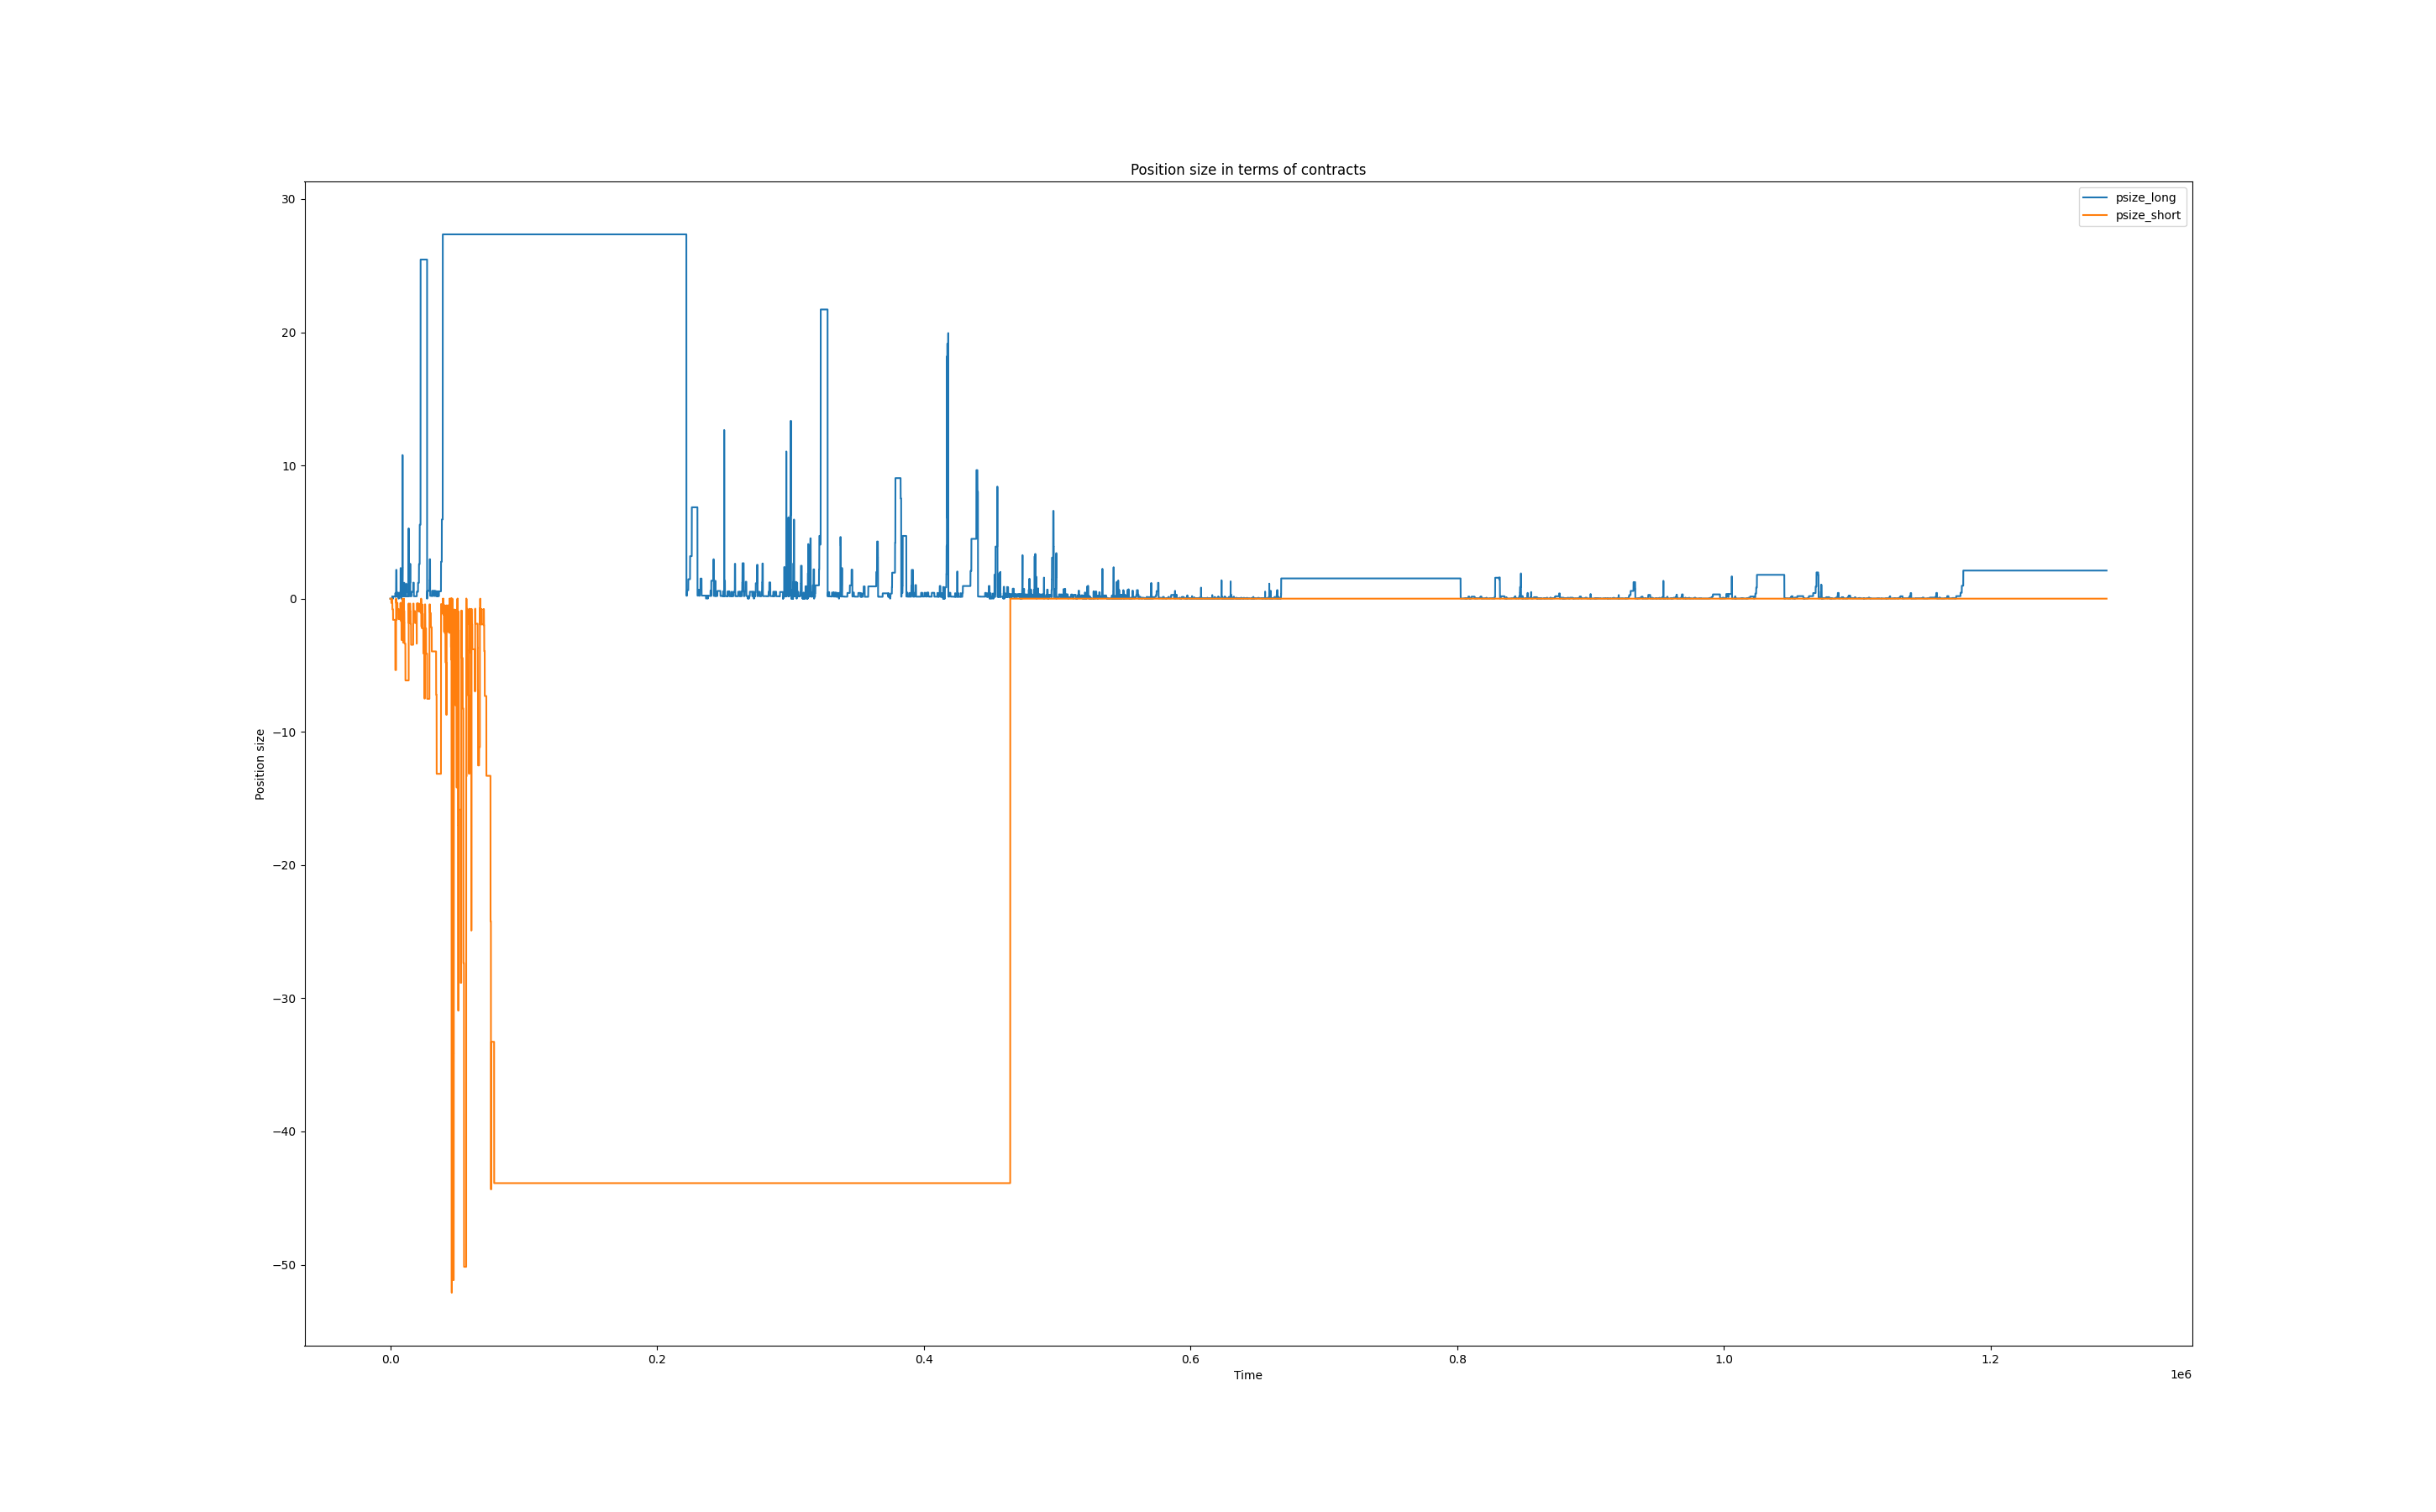 Position size in terms of contracts
psize_long
psize_short
30
20
10
0
−10
−20
−30
−40
−50
Position size
0.0 0.2 0.4 0.6 0.8 1.0 1.2
1e6
Time